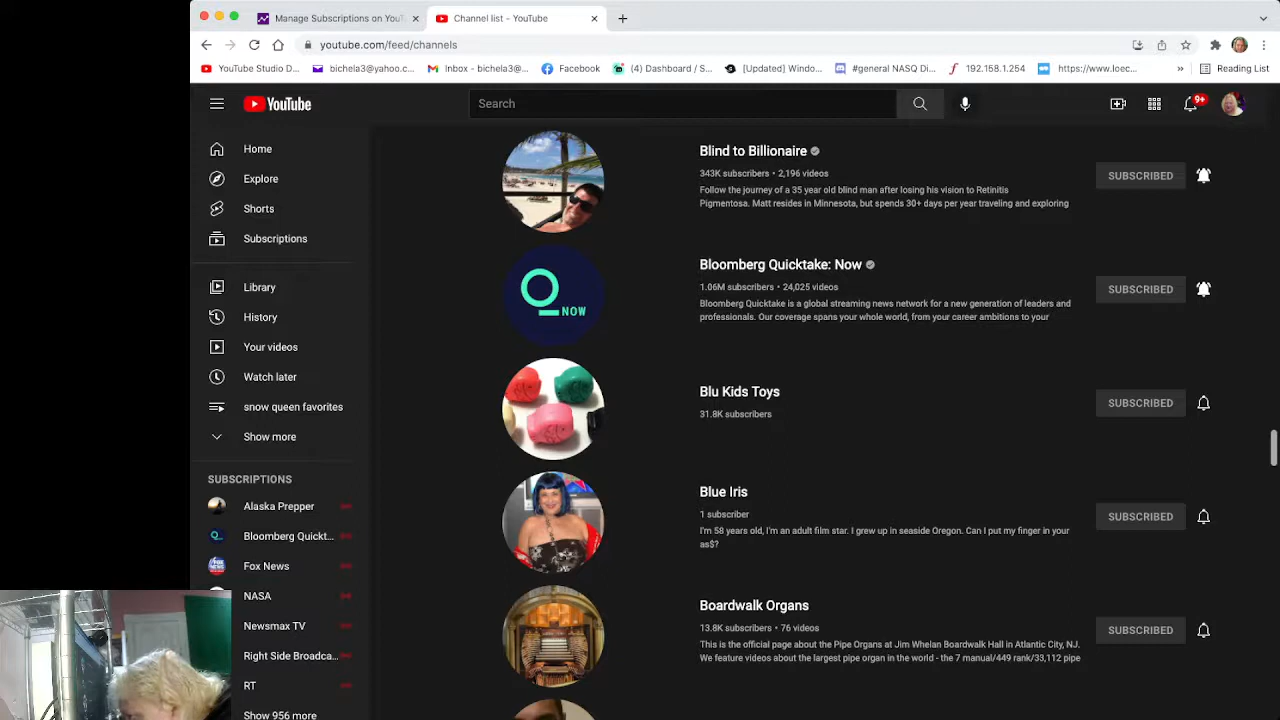 Manage Subscriptions on YouT
Channel list - YouTube
youtube.com/feed/channels
YouTube Studio D...
bichela3@yahoo.c...
Inbox - bichela3@...
Facebook
(4) Dashboard / S...
[Updated] Windo...
#general NASQ Di...
192.158.1.254
https://www.loec...
»
Reading List
YouTube
Search
9+
Home
Explore
Shorts
Subscriptions
Library
History
Your videos
Watch later
snow queen favorites
Show more
SUBSCRIPTIONS
Alaska Prepper
Bloomberg Quickt...
Fox News
NASA
Newsmax TV
Right Side Broadca...
RT
Show 956 more
Blind to Billionaire
343K subscribers • 2,196 videos
Follow the journey of a 35 year old blind man after losing his vision to Retinitis
Pigmentosa. Matt resides in Minnesota, but spends 30+ days per year traveling and exploring
SUBSCRIBED
NOW
Bloomberg Quicktake: Now
1.06M subscribers • 24,025 videos
Bloomberg Quicktake is a global streaming news network for a new generation of leaders and
professionals. Our coverage spans your whole world, from your career ambitions to your
SUBSCRIBED
Blu Kids Toys
31.8K subscribers
SUBSCRIBED
Blue Iris
1 subscriber
I'm 58 years old, I'm an adult film star. I grew up in seaside Oregon. Can I put my finger in your
as$?
SUBSCRIBED
Boardwalk Organs
13.8K subscribers • 76 videos
This is the official page about the Pipe Organs at Jim Whelan Boardwalk Hall in Atlantic City, NJ.
We feature videos about the largest pipe organ in the world - the 7 manual/449 rank/33,112 pipe
SUBSCRIBED